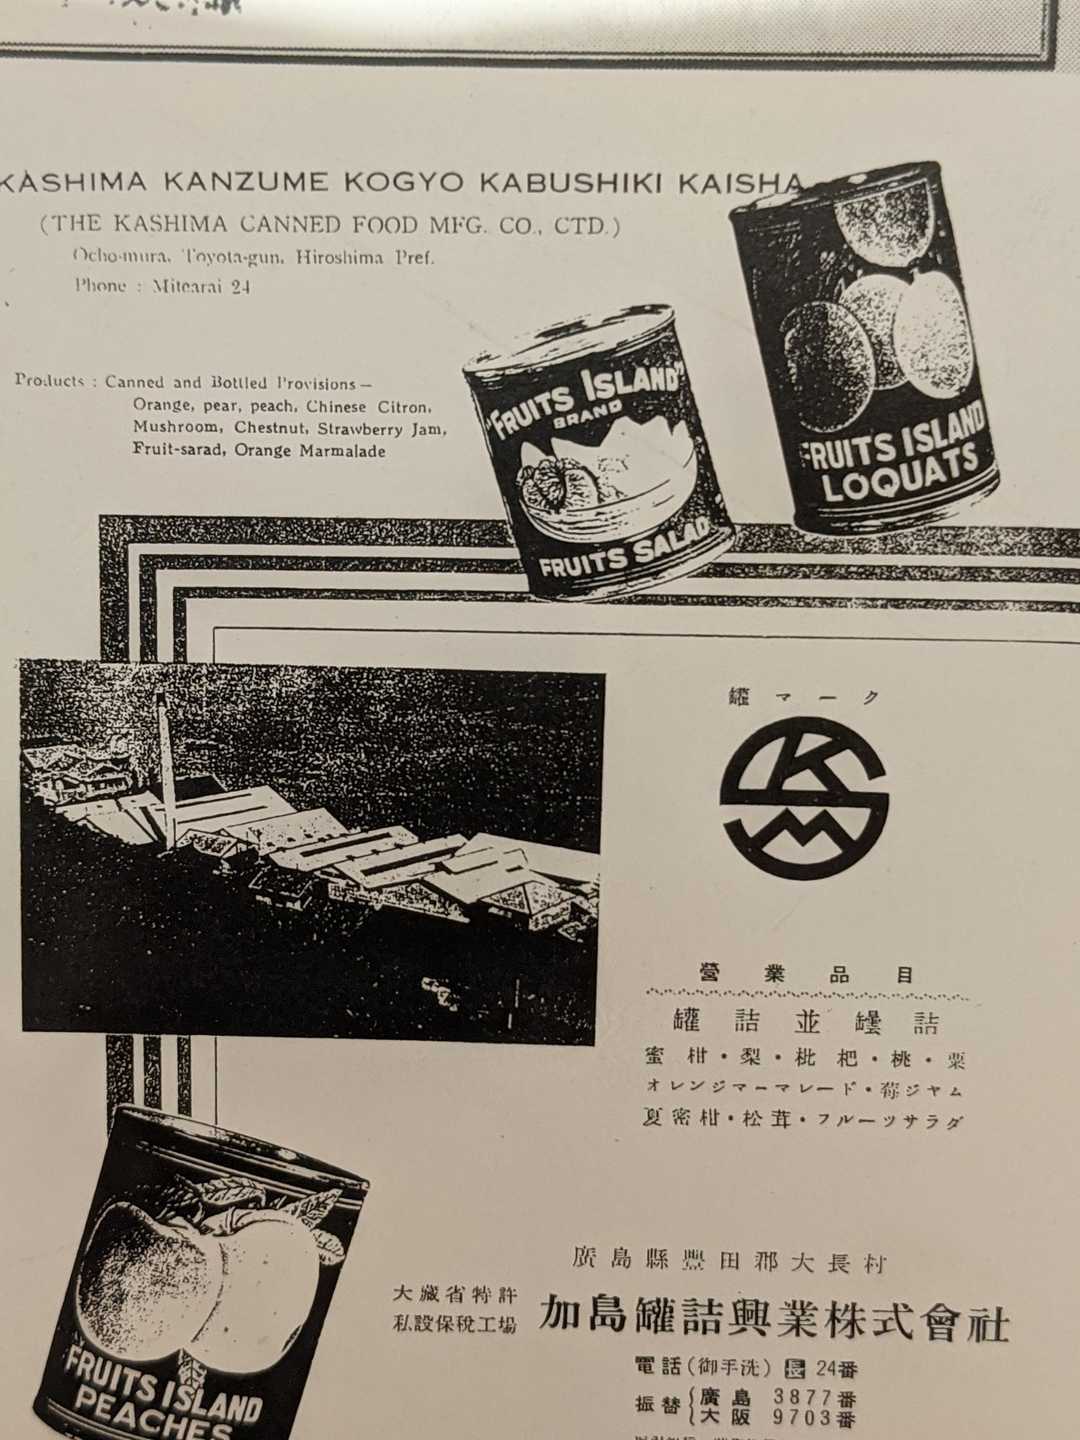 KASHIMA KANZUME KOGYO KABUSHIKI KAISHA
(THE KASHIMA CANNED FOOD MFG. CO., CTD.)
Ocho-mura, Toyota-gun, Hiroshima Pref.
Phone : Mitearai 24
Products : Canned and Bottled Provisions—
Orange, pear, peach, Chinese Citron,
Mushroom, Chestnut, Strawberry Jam,
Fruit-sarad, Orange Marmalade
"FRUITS ISLAND"
BRAND
FRUITS SALAD
FRUITS ISLAND
LOQUATS
罐マーク
SKM
營業品目
罐詰並罎詰
蜜柑・梨・枇杷・桃・栗
オレンジマーマレード・莓ジヤム
夏密柑・松茸・フルーツサラダ
FRUITS ISLAND
PEACHES
廣島縣豐田郡大長村
大藏省特許
私設保稅工場
加島罐詰興業株式會社
電話(御手洗)長24番
振替{廣島 3877番
大阪 9703番